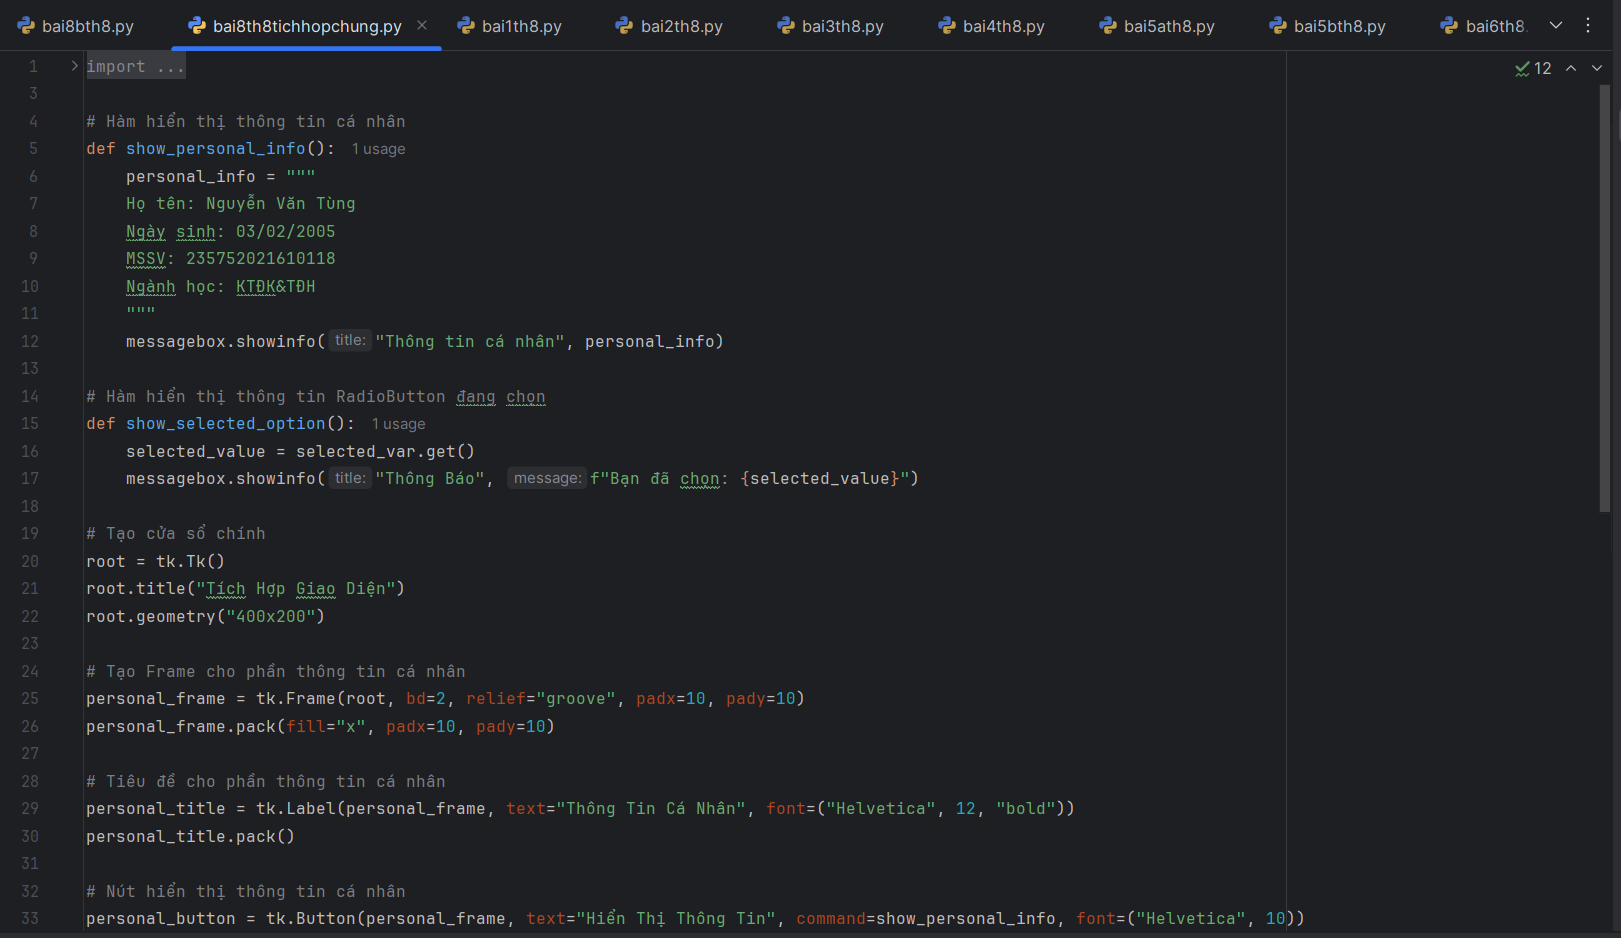 bai8bth8.py bai8th8tichhopchung.py bai1th8.py bai2th8.py bai3th8.py bai4th8.py bai5ath8.py bai5bth8.py bai6th8.
12
1 import ...
3
4 # Hàm hiển thị thông tin cá nhân
5 def show_personal_info(): 1 usage
6 personal_info = """
7 Họ tên: Nguyễn Văn Tùng
8 Ngày sinh: 03/02/2005
9 MSSV: 235752021610118
10 Ngành học: KTĐK&TĐH
11 """
12 messagebox.showinfo( title: "Thông tin cá nhân", personal_info)
13
14 # Hàm hiển thị thông tin RadioButton đang chọn
15 def show_selected_option(): 1 usage
16 selected_value = selected_var.get()
17 messagebox.showinfo( title: "Thông Báo", message: f"Bạn đã chọn: {selected_value}")
18
19 # Tạo cửa sổ chính
20 root = tk.Tk()
21 root.title("Tích Hợp Giao Diện")
22 root.geometry("400x200")
23
24 # Tạo Frame cho phần thông tin cá nhân
25 personal_frame = tk.Frame(root, bd=2, relief="groove", padx=10, pady=10)
26 personal_frame.pack(fill="x", padx=10, pady=10)
27
28 # Tiêu đề cho phần thông tin cá nhân
29 personal_title = tk.Label(personal_frame, text="Thông Tin Cá Nhân", font=("Helvetica", 12, "bold"))
30 personal_title.pack()
31
32 # Nút hiển thị thông tin cá nhân
33 personal_button = tk.Button(personal_frame, text="Hiển Thị Thông Tin", command=show_personal_info, font=("Helvetica", 10))